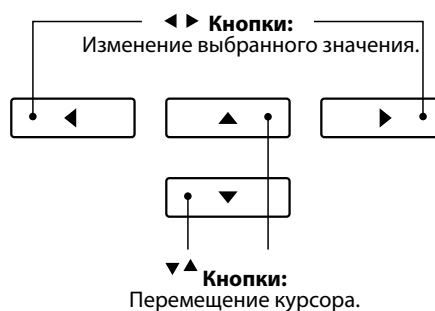 ◀ ▶ Кнопки:
Изменение выбранного значения.
▼▲ Кнопки:
Перемещение курсора.